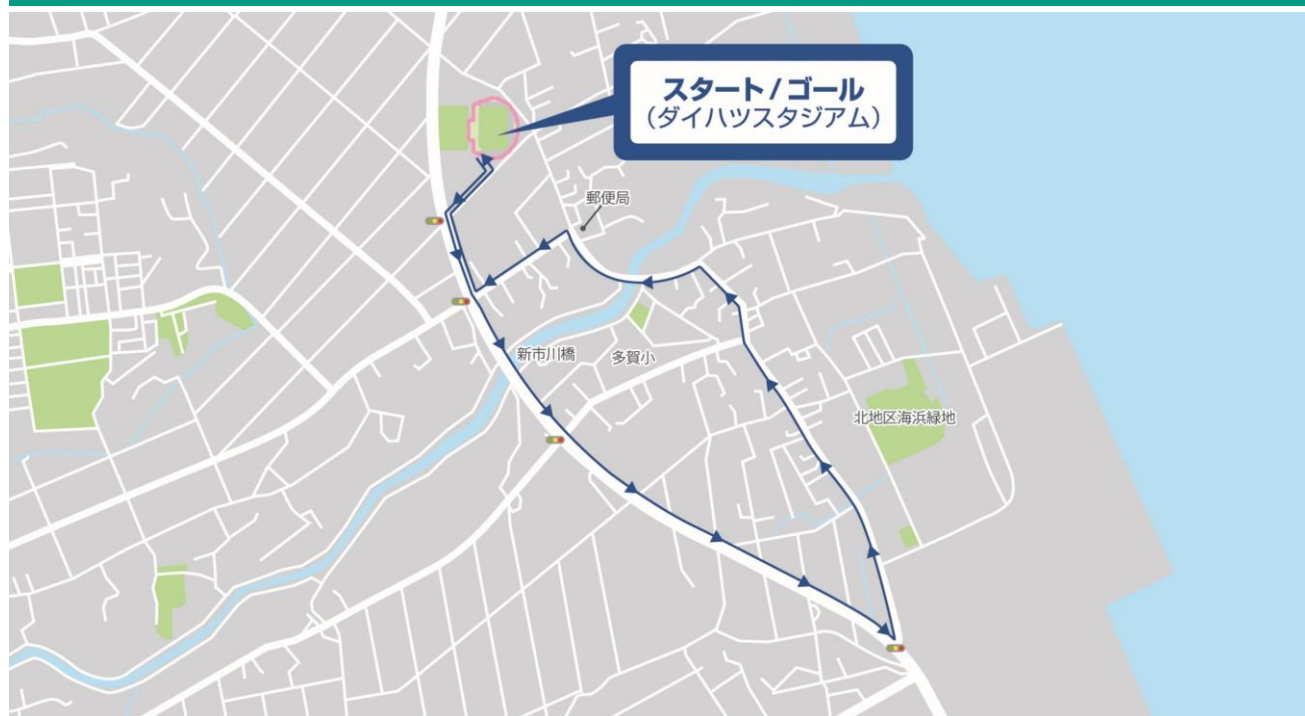 スタート/ゴール
(ダイハツスタジアム)
郵便局
新市川橋
多賀小
北地区海浜緑地